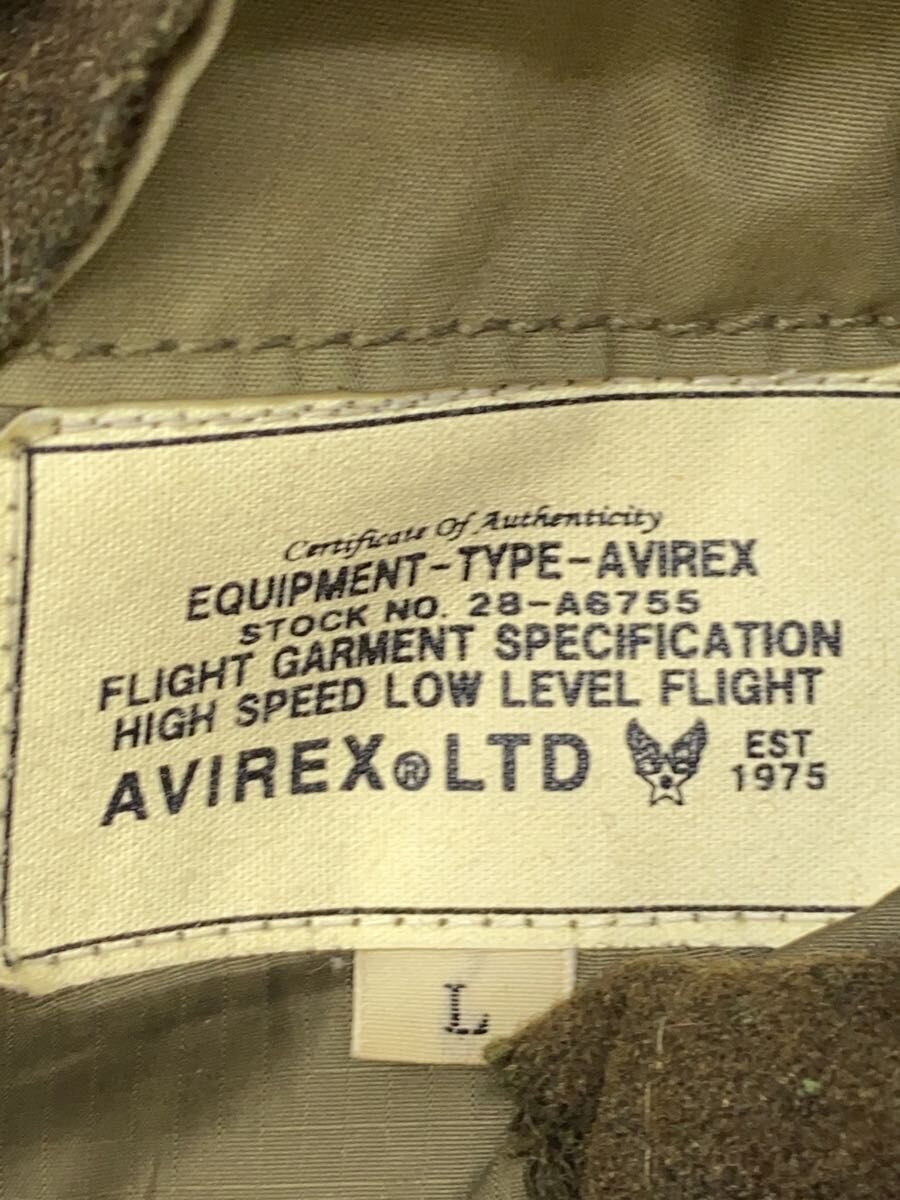 Certificate Of Authenticity
EQUIPMENT-TYPE-AVIREX
STOCK NO. 28-A6755
FLIGHT GARMENT SPECIFICATION
HIGH SPEED LOW LEVEL FLIGHT
AVIREX® LTD EST 1975
L